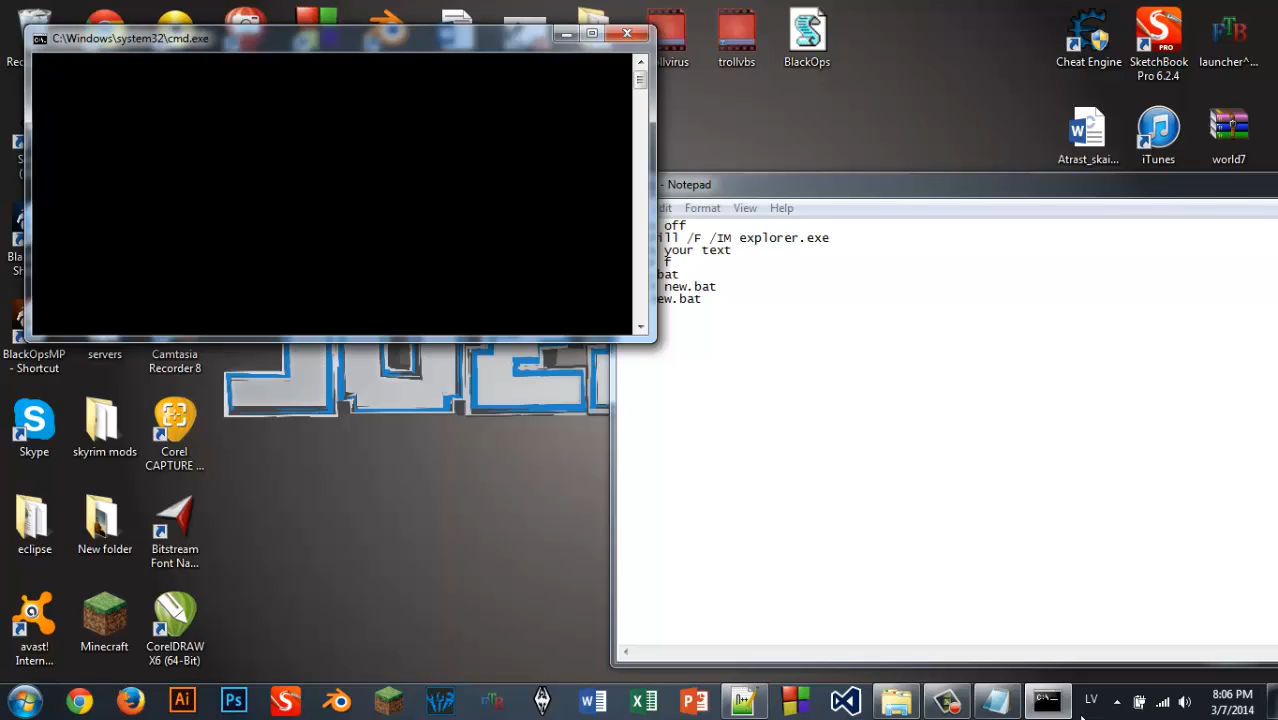 C:\Windows\system32\cmd.exe
trollvbs
BlackOps
Cheat Engine
SketchBook
Pro 6.2.4
launcher^...
Atrast_skai...
iTunes
world7
- Notepad
Format View Help
off
/F /IM explorer.exe
your text
f
bat
new.bat
ew.bat
BlackOpsMP
- Shortcut
servers
Camtasia
Recorder 8
Skype
skyrim mods
Corel
CAPTURE ...
eclipse
New folder
Bitstream
Font Na...
avast!
Intern...
Minecraft
CorelDRAW
X6 (64-Bit)
LV
8:06 PM
3/7/2014